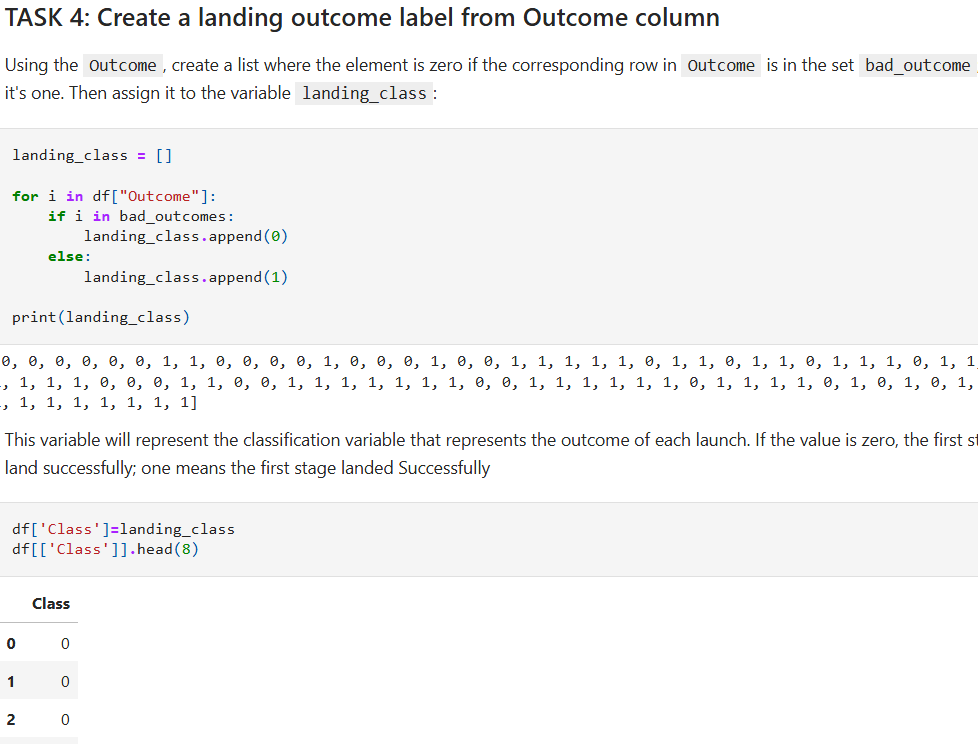 TASK 4: Create a landing outcome label from Outcome column
Using the Outcome , create a list where the element is zero if the corresponding row in Outcome is in the set bad_outcome
it's one. Then assign it to the variable landing_class :
landing_class = []
for i in df["Outcome"]:
    if i in bad_outcomes:
        landing_class.append(0)
    else:
        landing_class.append(1)
print(landing_class)
0, 0, 0, 0, 0, 0, 1, 1, 0, 0, 0, 0, 1, 0, 0, 0, 1, 0, 0, 1, 1, 1, 1, 1, 0, 1, 1, 0, 1, 1, 0, 1, 1, 1, 0, 1, 1,
, 1, 1, 1, 0, 0, 0, 1, 1, 0, 0, 1, 1, 1, 1, 1, 1, 1, 0, 0, 1, 1, 1, 1, 1, 1, 0, 1, 1, 1, 1, 0, 1, 0, 1, 0, 1,
, 1, 1, 1, 1, 1, 1, 1]
This variable will represent the classification variable that represents the outcome of each launch. If the value is zero, the first st
land successfully; one means the first stage landed Successfully
df['Class']=landing_class
df[['Class']].head(8)
Class
0 0
1 0
2 0